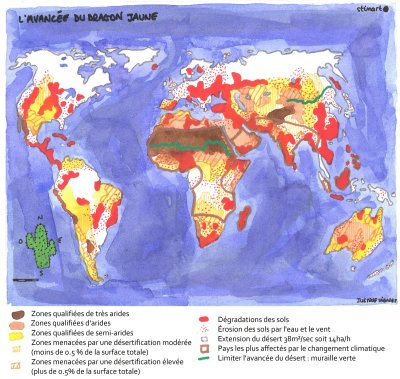 L'AVANCÉE DU DRAGON JAUNE
N
O E
S
Zones qualifiées de très arides
Zones qualifiées d'arides
Zones qualifiées de semi-arides
Zones menacées par une désertification modérée
(moins de 0.5 % de la surface totale)
Zones menacées par une désertification élevée
(plus de 0.5% de la surface totale)
Dégradations des sols
Érosion des sols par l'eau et le vent
Extension du désert 38m²/sec soit 14/ha/h
Pays les plus affectés par le changement climatique
Limiter l'avancée du désert : muraille verte